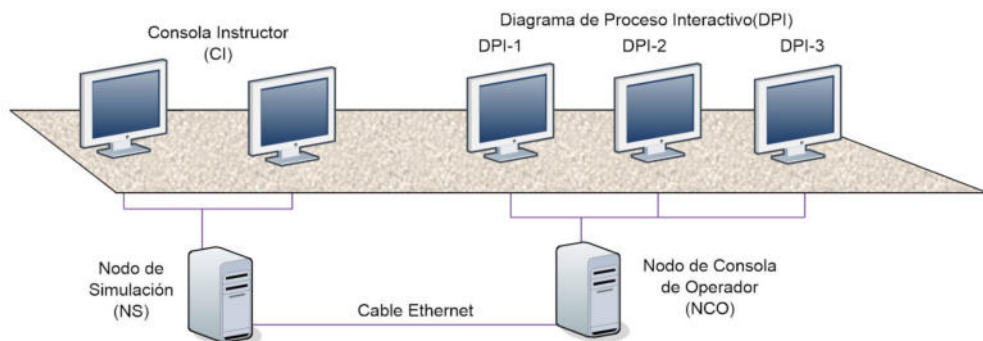 Consola Instructor
(CI)
Diagrama de Proceso Interactivo(DPI)
DPI-1
DPI-2
DPI-3
Nodo de
Simulación
(NS)
Cable Ethernet
Nodo de Consola
de Operador
(NCO)